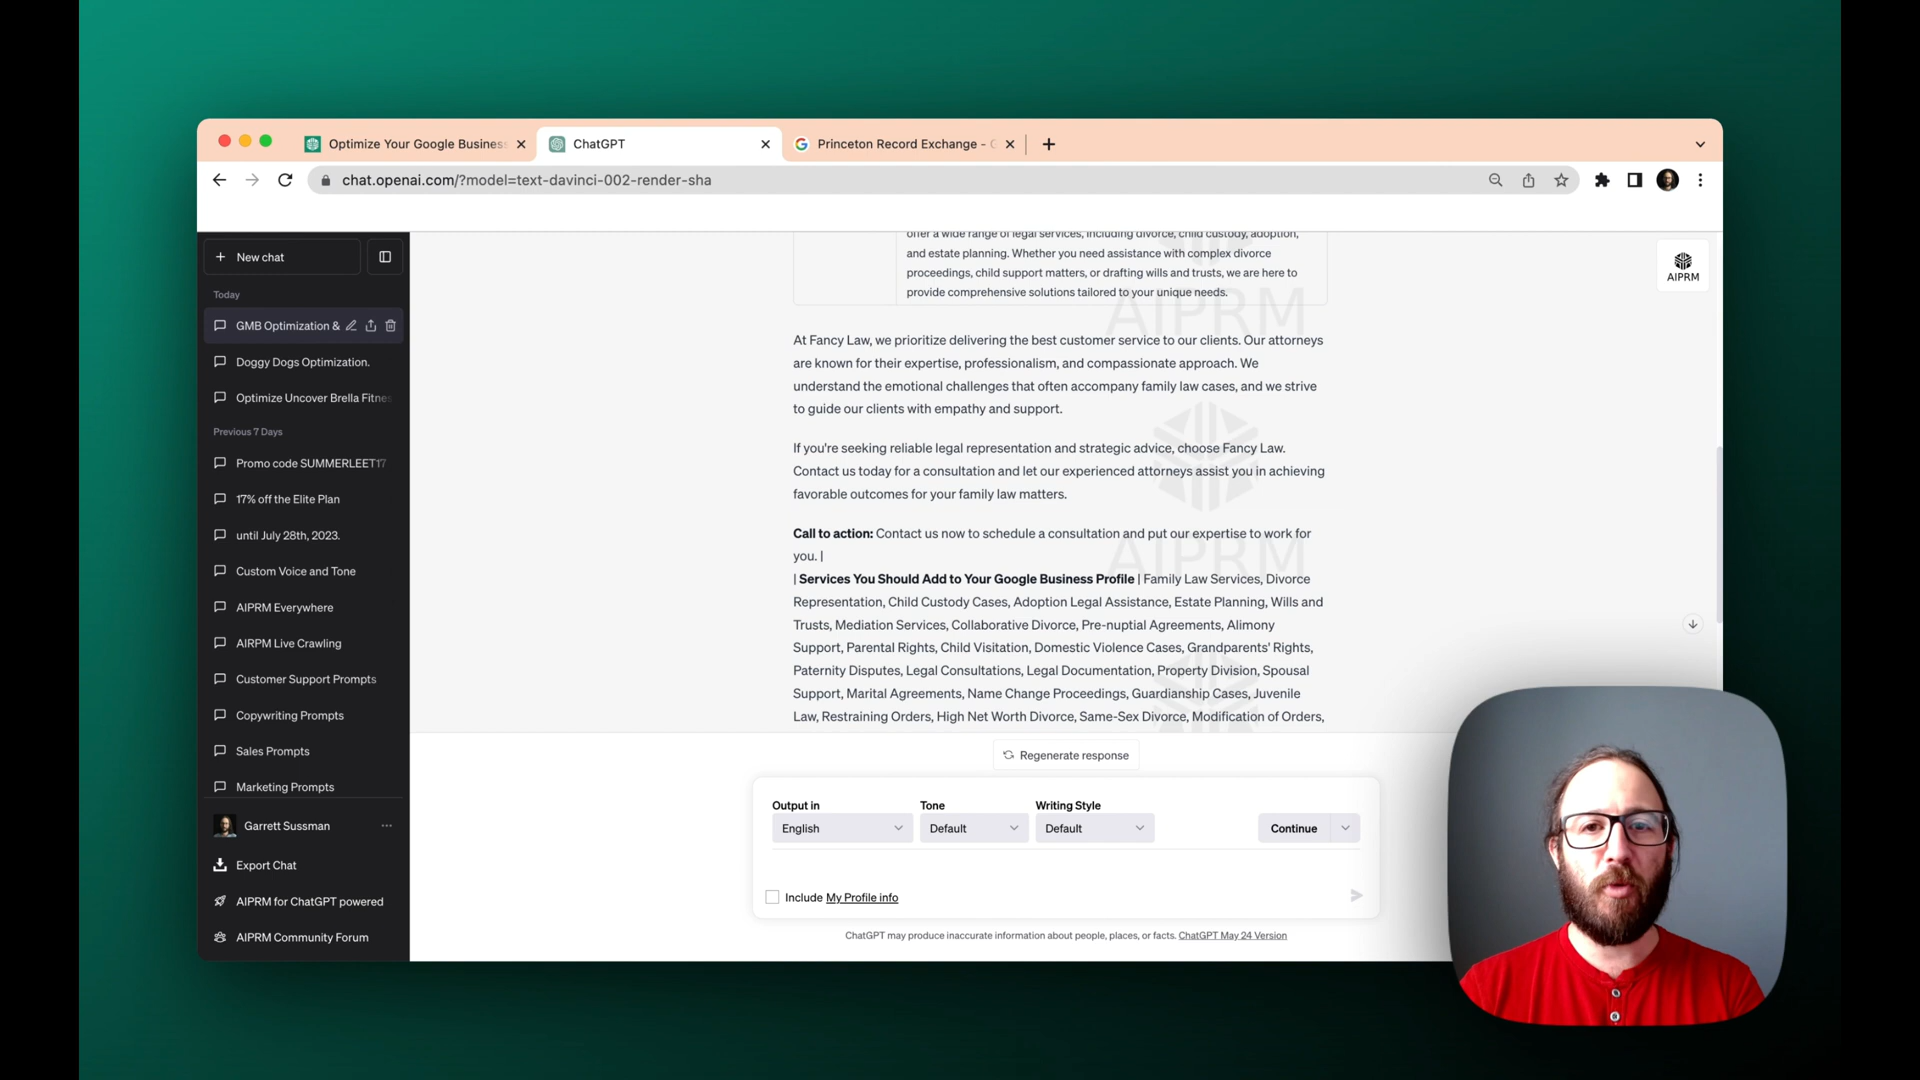 Optimize Your Google Business
ChatGPT
Princeton Record Exchange - G
chat.openai.com/?model=text-davinci-002-render-sha
New chat
Today
GMB Optimization &
Doggy Dogs Optimization.
Optimize Uncover Brella Fitnes
Previous 7 Days
Promo code SUMMERLEET17
17% off the Elite Plan
until July 28th, 2023.
Custom Voice and Tone
AIPRM Everywhere
AIRPM Live Crawling
Customer Support Prompts
Copywriting Prompts
Sales Prompts
Marketing Prompts
Garrett Sussman
Export Chat
AIPRM for ChatGPT powered
AIPRM Community Forum
offer a wide range of legal services, including divorce, child custody, adoption,
and estate planning. Whether you need assistance with complex divorce
proceedings, child support matters, or drafting wills and trusts, we are here to
provide comprehensive solutions tailored to your unique needs.
AIPRM
At Fancy Law, we prioritize delivering the best customer service to our clients. Our attorneys
are known for their expertise, professionalism, and compassionate approach. We
understand the emotional challenges that often accompany family law cases, and we strive
to guide our clients with empathy and support.
If you're seeking reliable legal representation and strategic advice, choose Fancy Law.
Contact us today for a consultation and let our experienced attorneys assist you in achieving
favorable outcomes for your family law matters.
Call to action: Contact us now to schedule a consultation and put our expertise to work for
you. |
AIPRM
| Services You Should Add to Your Google Business Profile | Family Law Services, Divorce
Representation, Child Custody Cases, Adoption Legal Assistance, Estate Planning, Wills and
Trusts, Mediation Services, Collaborative Divorce, Pre-nuptial Agreements, Alimony
Support, Parental Rights, Child Visitation, Domestic Violence Cases, Grandparents' Rights,
Paternity Disputes, Legal Consultations, Legal Documentation, Property Division, Spousal
Support, Marital Agreements, Name Change Proceedings, Guardianship Cases, Juvenile
Law, Restraining Orders, High Net Worth Divorce, Same-Sex Divorce, Modification of Orders,
AIPRM
Regenerate response
Output in
Tone
Writing Style
English
Default
Default
Continue
Include My Profile info
ChatGPT may produce inaccurate information about people, places, or facts. ChatGPT May 24 Version